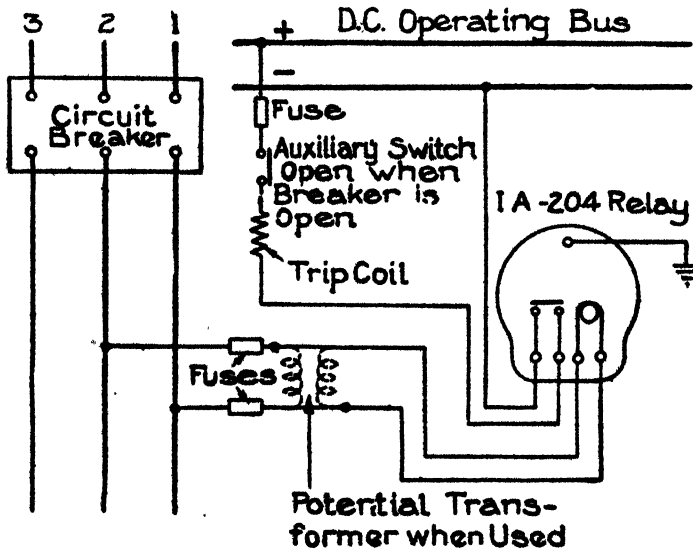 3 2 1
+ D.C. Operating Bus
−
Circuit
Breaker
Fuse
Auxiliary Switch
Open when
Breaker is
Open
Trip Coil
IA-204 Relay
Fuses
Potential Trans-
former when Used